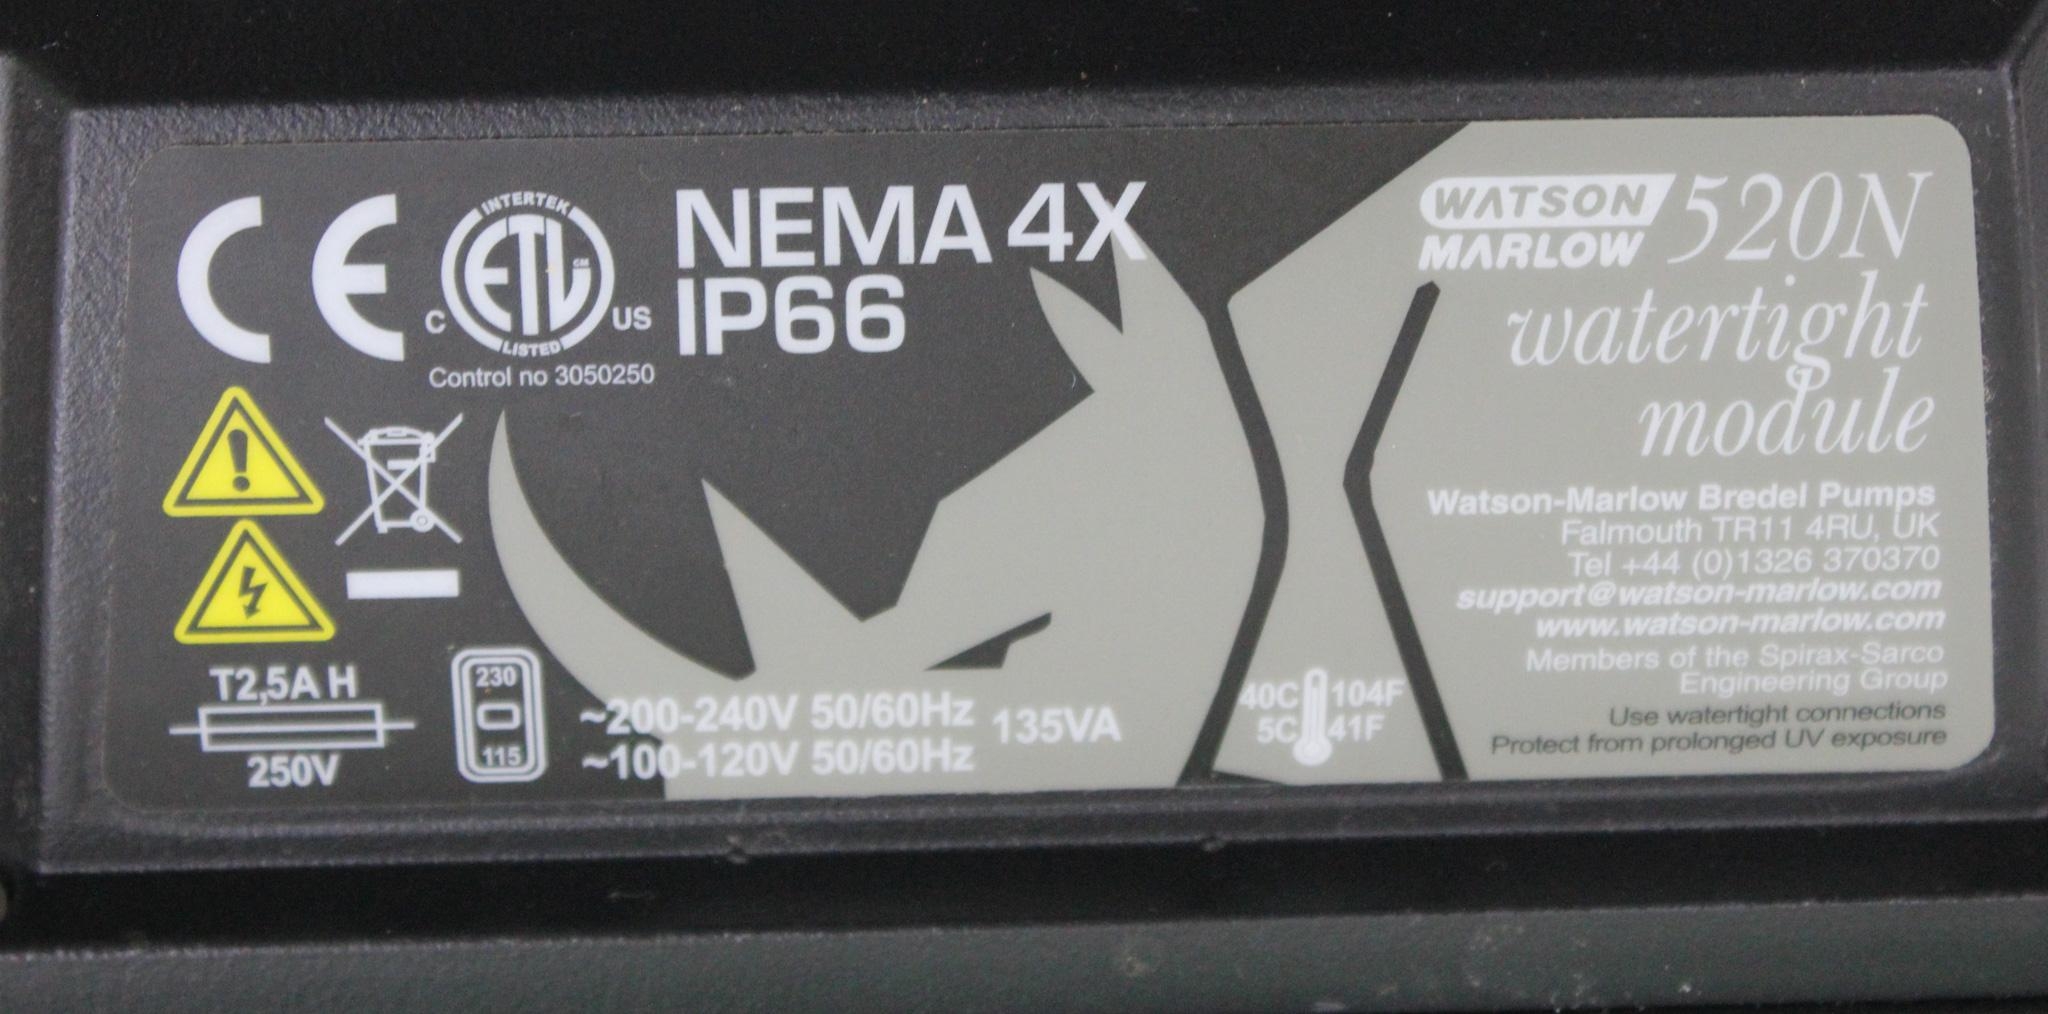 CE
INTERTEK
ETL
CM
C US
LISTED
Control no 3050250
NEMA 4X
IP66
T2,5A H
250V
230
115
~200-240V 50/60Hz
~100-120V 50/60Hz
135VA
40C 104F
5C 41F
WATSON
MARLOW
520N
watertight
module
Watson-Marlow Bredel Pumps
Falmouth TR11 4RU, UK
Tel +44 (0)1326 370370
support@watson-marlow.com
www.watson-marlow.com
Members of the Spirax-Sarco
Engineering Group
Use watertight connections
Protect from prolonged UV exposure